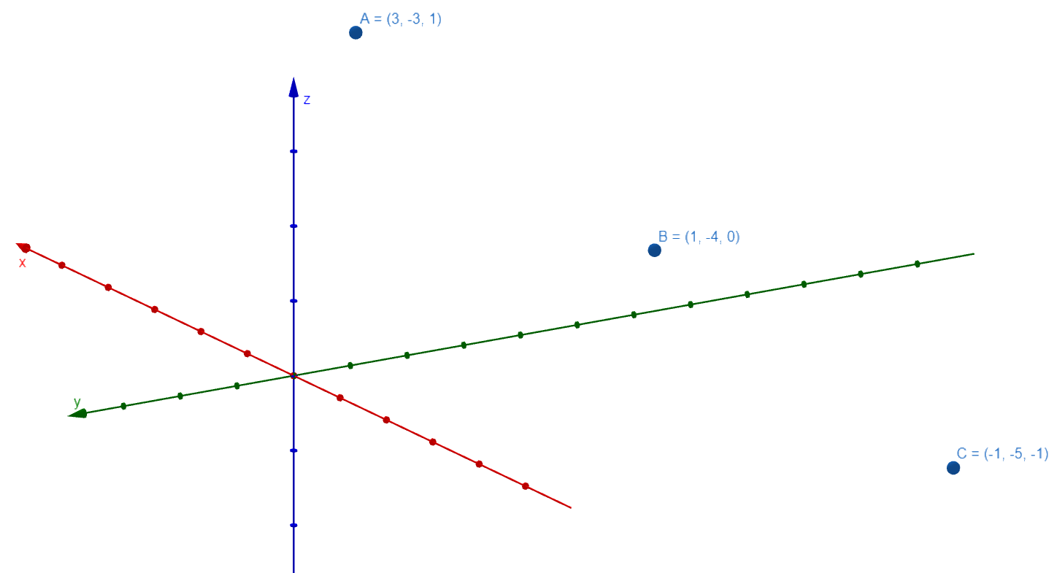 A = (3, -3, 1)
z
B = (1, -4, 0)
x
y
C = (-1, -5, -1)